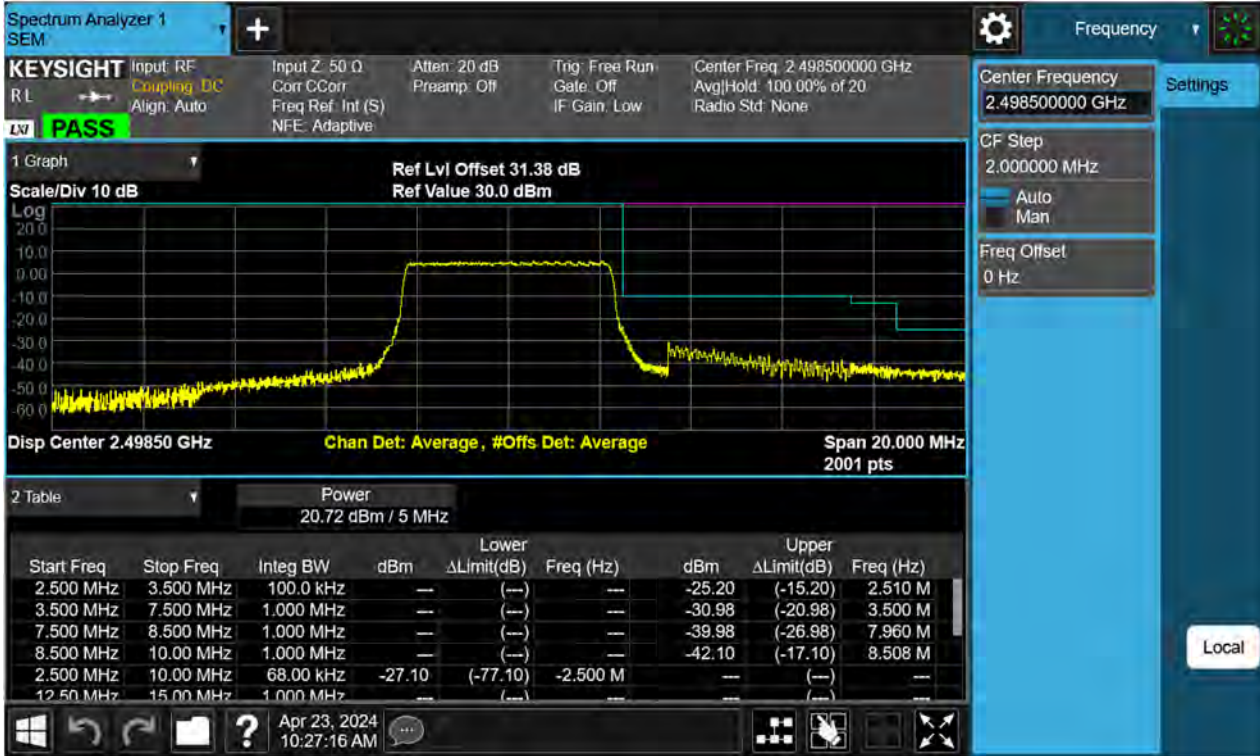 Spectrum Analyzer 1
SEM
+
Frequency
KEYSIGHT
R L
LXI
PASS
Input: RF
Coupling: DC
Align: Auto
Input Z: 50 Ω
Corr CCorr
Freq Ref: Int (S)
NFE: Adaptive
Atten: 20 dB
Preamp: Off
Trig: Free Run
Gate: Off
IF Gain: Low
Center Freq: 2.498500000 GHz
Avg|Hold: 100.00% of 20
Radio Std: None
Center Frequency
2.498500000 GHz
Settings
CF Step
2.000000 MHz
Auto
Man
Freq Offset
0 Hz
Local
1 Graph
Scale/Div 10 dB
Ref Lvl Offset 31.38 dB
Ref Value 30.0 dBm
Log
20.0
10.0
0.00
-10.0
-20.0
-30.0
-40.0
-50.0
-60.0
Disp Center 2.49850 GHz
Chan Det: Average, #Offs Det: Average
Span 20.000 MHz
2001 pts
2 Table
Power
20.72 dBm / 5 MHz
Lower Upper
Start Freq Stop Freq Integ BW dBm ΔLimit(dB) Freq (Hz) dBm ΔLimit(dB) Freq (Hz)
2.500 MHz 3.500 MHz 100.0 kHz --- (---) --- -25.20 (-15.20) 2.510 M
3.500 MHz 7.500 MHz 1.000 MHz --- (---) --- -30.98 (-20.98) 3.500 M
7.500 MHz 8.500 MHz 1.000 MHz --- (---) --- -39.98 (-26.98) 7.960 M
8.500 MHz 10.00 MHz 1.000 MHz --- (---) --- -42.10 (-17.10) 8.508 M
2.500 MHz 10.00 MHz 68.00 kHz -27.10 (-77.10) -2.500 M --- (---) ---
12.50 MHz 15.00 MHz 1.000 MHz --- (---) --- --- (---) ---
?
Apr 23, 2024
10:27:16 AM